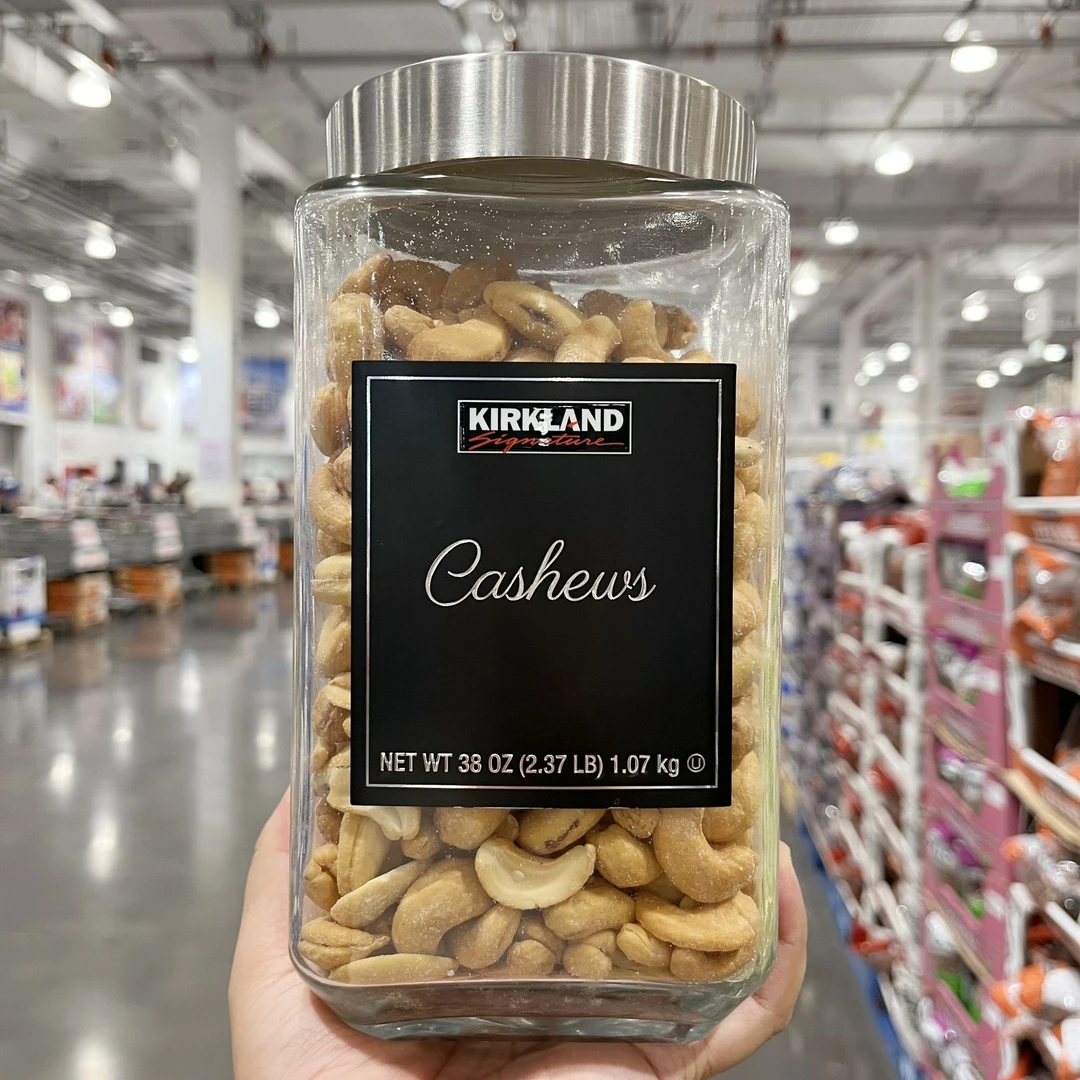 KIRKLAND
Signature
Cashews
NET WT 38 OZ (2.37 LB) 1.07 kg Ⓤ